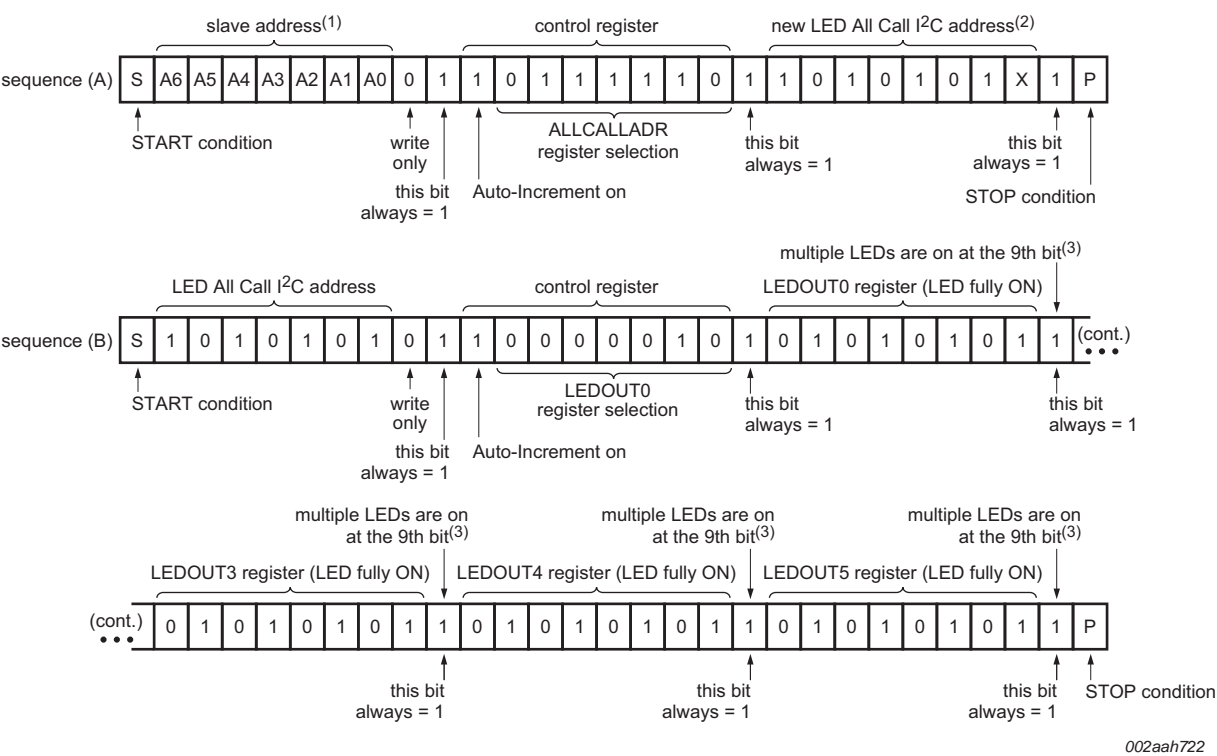 slave address(1) control register new LED All Call I2C address(2)
sequence (A) S A6 A5 A4 A3 A2 A1 A0 0 1 1 0 1 1 1 1 1 0 1 1 0 1 0 1 0 1 X 1 P
START condition
write
only
this bit
always = 1
Auto-Increment on
ALLCALLADR
register selection
this bit
always = 1
this bit
always = 1
STOP condition
multiple LEDs are on at the 9th bit(3)
LED All Call I2C address control register LEDOUT0 register (LED fully ON)
sequence (B) S 1 0 1 0 1 0 1 0 1 1 0 0 0 0 0 1 0 1 0 1 0 1 0 1 0 1 1 (cont.)
START condition
write
only
this bit
always = 1
Auto-Increment on
LEDOUT0
register selection
this bit
always = 1
this bit
always = 1
multiple LEDs are on
at the 9th bit(3)
multiple LEDs are on
at the 9th bit(3)
multiple LEDs are on
at the 9th bit(3)
LEDOUT3 register (LED fully ON) LEDOUT4 register (LED fully ON) LEDOUT5 register (LED fully ON)
(cont.) 0 1 0 1 0 1 0 1 1 0 1 0 1 0 1 0 1 1 0 1 0 1 0 1 0 1 1 P
this bit
always = 1
this bit
always = 1
this bit
always = 1
STOP condition
002aah722